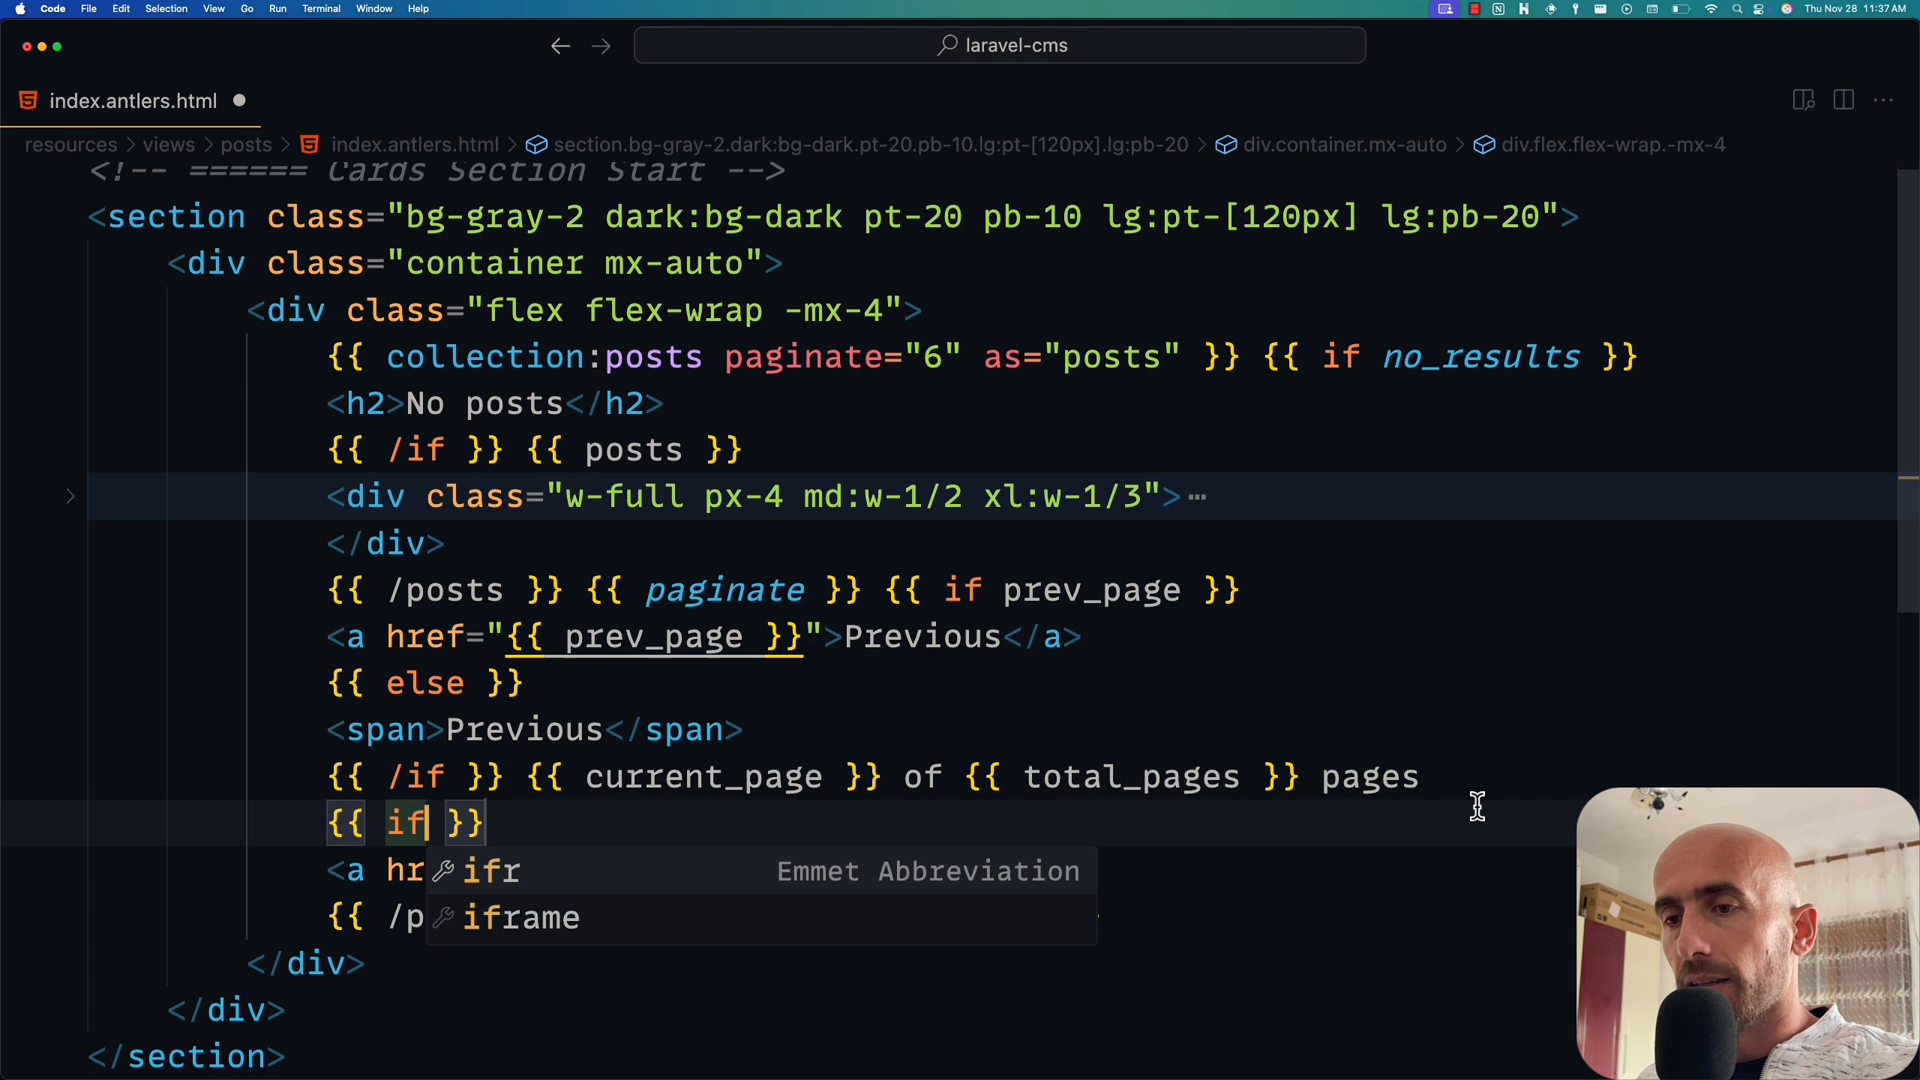 Code File Edit Selection View Go Run Terminal Window Help
Thu Nov 28 11:37 AM
laravel-cms
index.antlers.html
resources > views > posts > index.antlers.html > section.bg-gray-2.dark:bg-dark.pt-20.pb-10.lg:pt-[120px].lg:pb-20 > div.container.mx-auto > div.flex.flex-wrap.-mx-4
<!-- ====== Cards Section Start -->
<section class="bg-gray-2 dark:bg-dark pt-20 pb-10 lg:pt-[120px] lg:pb-20">
<div class="container mx-auto">
<div class="flex flex-wrap -mx-4">
{{ collection:posts paginate="6" as="posts" }} {{ if no_results }}
<h2>No posts</h2>
{{ /if }} {{ posts }}
<div class="w-full px-4 md:w-1/2 xl:w-1/3">…
</div>
{{ /posts }} {{ paginate }} {{ if prev_page }}
<a href="{{ prev_page }}">Previous</a>
{{ else }}
<span>Previous</span>
{{ /if }} {{ current_page }} of {{ total_pages }} pages
{{ if }}
<a hr
ifr Emmet Abbreviation
{{ /p
iframe
</div>
</div>
</section>